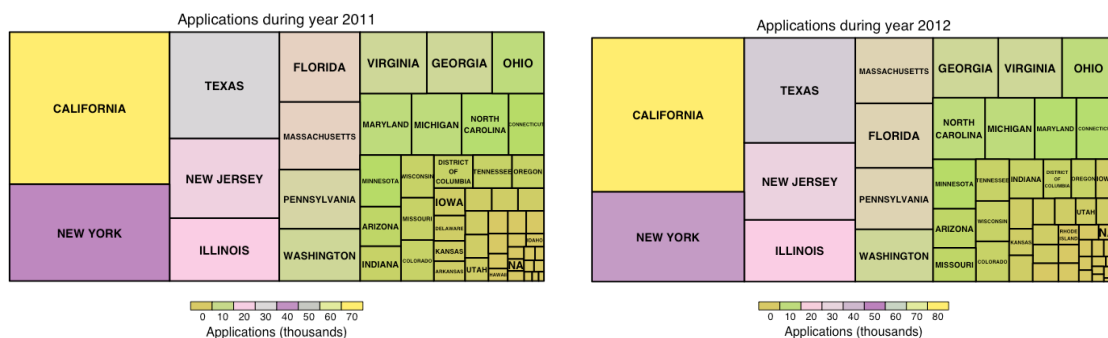 Applications during year 2011
CALIFORNIA
NEW YORK
TEXAS
NEW JERSEY
ILLINOIS
FLORIDA
MASSACHUSETTS
PENNSYLVANIA
WASHINGTON
VIRGINIA
GEORGIA
OHIO
MARYLAND
MICHIGAN
NORTH
CAROLINA
CONNECTICUT
MINNESOTA
ARIZONA
INDIANA
WISCONSIN
MISSOURI
COLORADO
DISTRICT
OF
COLUMBIA
TENNESSEE
OREGON
IOWA
DELAWARE
KANSAS
ARKANSAS
UTAH
HAWAII
IDAHO
NA
0 10 20 30 40 50 60 70
Applications (thousands)
Applications during year 2012
CALIFORNIA
NEW YORK
TEXAS
NEW JERSEY
ILLINOIS
MASSACHUSETTS
FLORIDA
PENNSYLVANIA
WASHINGTON
GEORGIA
VIRGINIA
OHIO
NORTH
CAROLINA
MICHIGAN
MARYLAND
CONNECTICUT
MINNESOTA
ARIZONA
MISSOURI
TENNESSEE
WISCONSIN
COLORADO
INDIANA
DISTRICT
OF
COLUMBIA
OREGON
IOWA
KANSAS
UTAH
RHODE
ISLAND
NA
0 10 20 30 40 50 60 70 80
Applications (thousands)